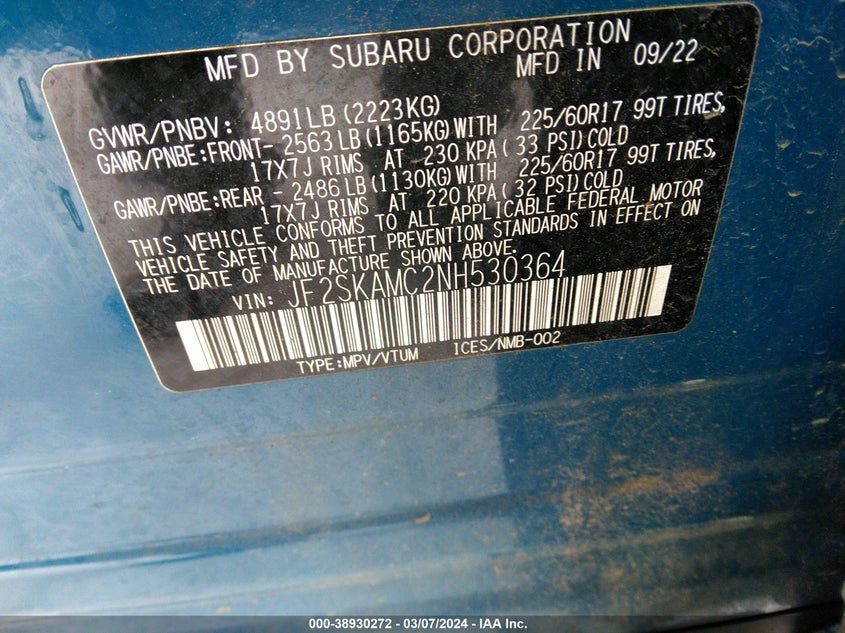 MFD BY SUBARU CORPORATION
MFD IN 09/22
GVWR/PNBV: 4891LB(2223KG)
GAWR/PNBE:FRONT- 2563LB(1165KG)WITH 225/60R17 99T TIRES,
17X7J RIMS AT 230 KPA( 33 PSI)COLD
GAWR/PNBE:REAR - 2486LB(1130KG)WITH 225/60R17 99T TIRES,
17X7J RIMS AT 220 KPA( 32 PSI)COLD
THIS VEHICLE CONFORMS TO ALL APPLICABLE FEDERAL MOTOR
VEHICLE SAFETY AND THEFT PREVENTION STANDARDS IN EFFECT ON
THE DATE OF MANUFACTURE SHOWN ABOVE.
VIN: JF2SKAMC2NH530364
TYPE:MPV/VTUM ICES/NMB-002
000-38930272 - 03/07/2024 - IAA Inc.